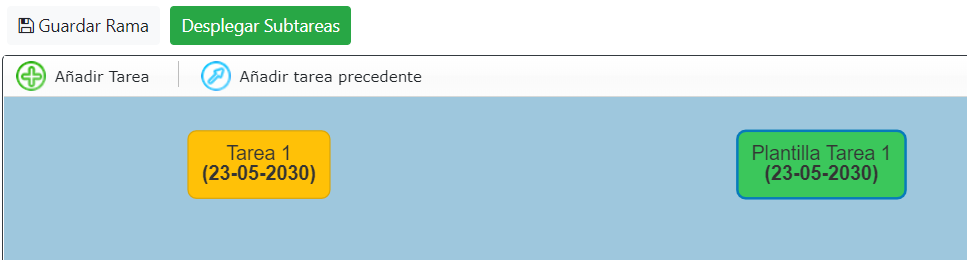 Guardar Rama
Desplegar Subtareas
Añadir Tarea
Añadir tarea precedente
Tarea 1
(23-05-2030)
Plantilla Tarea 1
(23-05-2030)